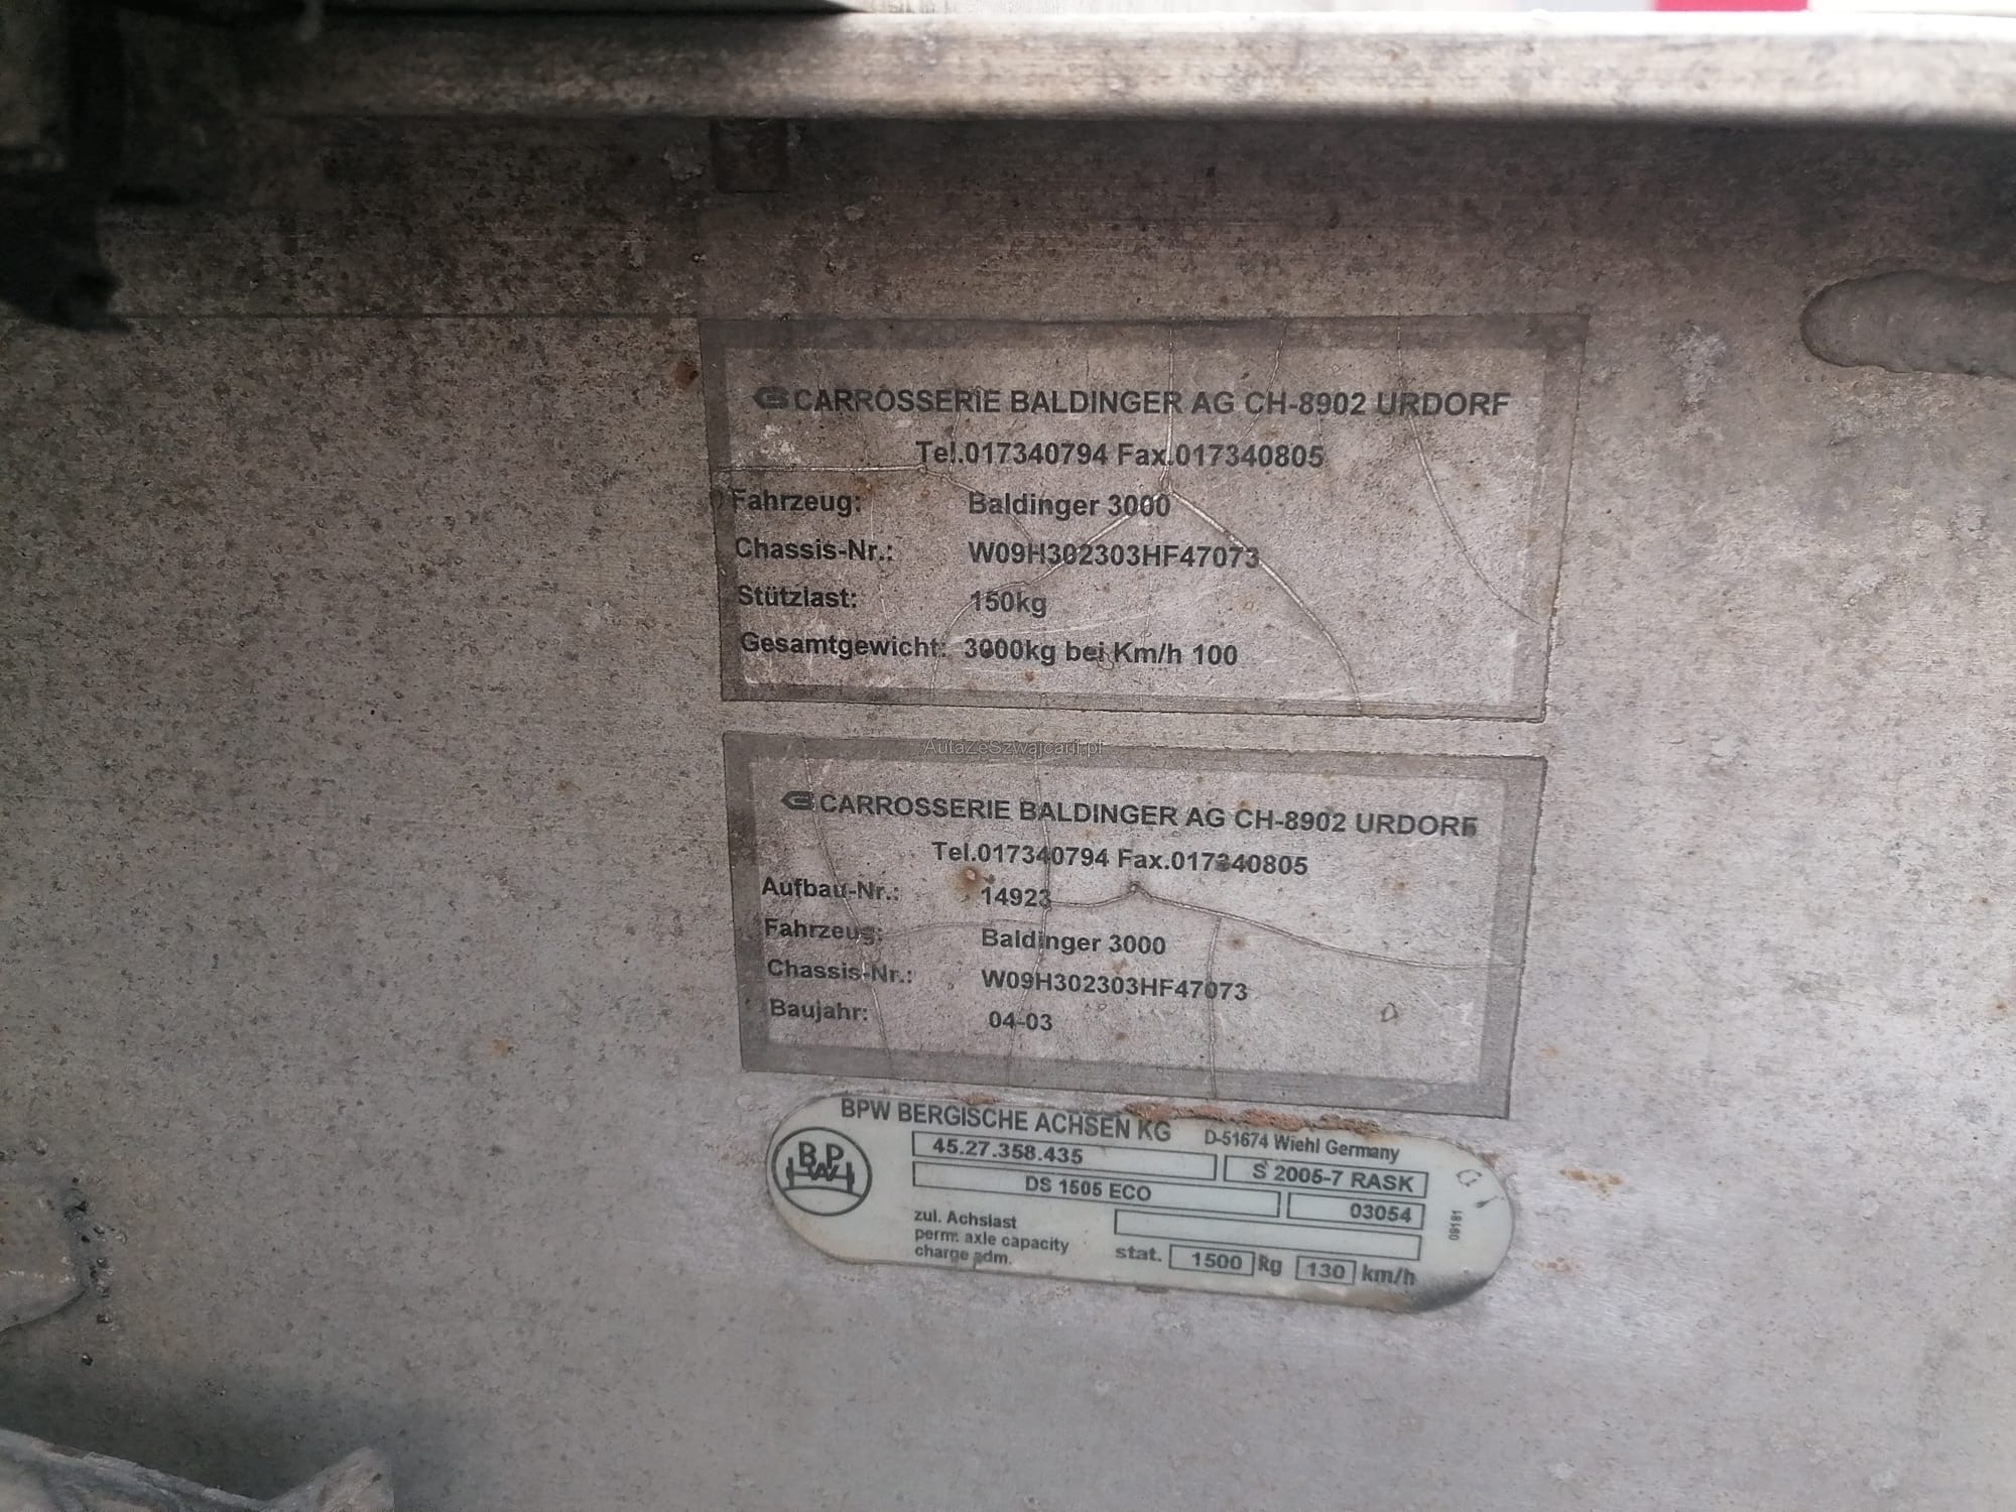 CARROSSERIE BALDINGER AG CH-8902 URDORF
Tel.017340794 Fax.017340805
Fahrzeug: Baldinger 3000
Chassis-Nr.: W09H302303HF47073
Stützlast: 150kg
Gesamtgewicht: 3000kg bei Km/h 100
AutaZeSzwajcarii.pl
CARROSSERIE BALDINGER AG CH-8902 URDORF
Tel.017340794 Fax.017340805
Aufbau-Nr.: 14923
Fahrzeug: Baldinger 3000
Chassis-Nr.: W09H302303HF47073
Baujahr: 04-03
BPW BERGISCHE ACHSEN KG D-51674 Wiehl Germany
BPW
45.27.358.435 S 2005-7 RASK
DS 1505 ECO 03054
zul. Achslast
perm. axle capacity
charge adm.
stat. 1500 kg 130 km/h